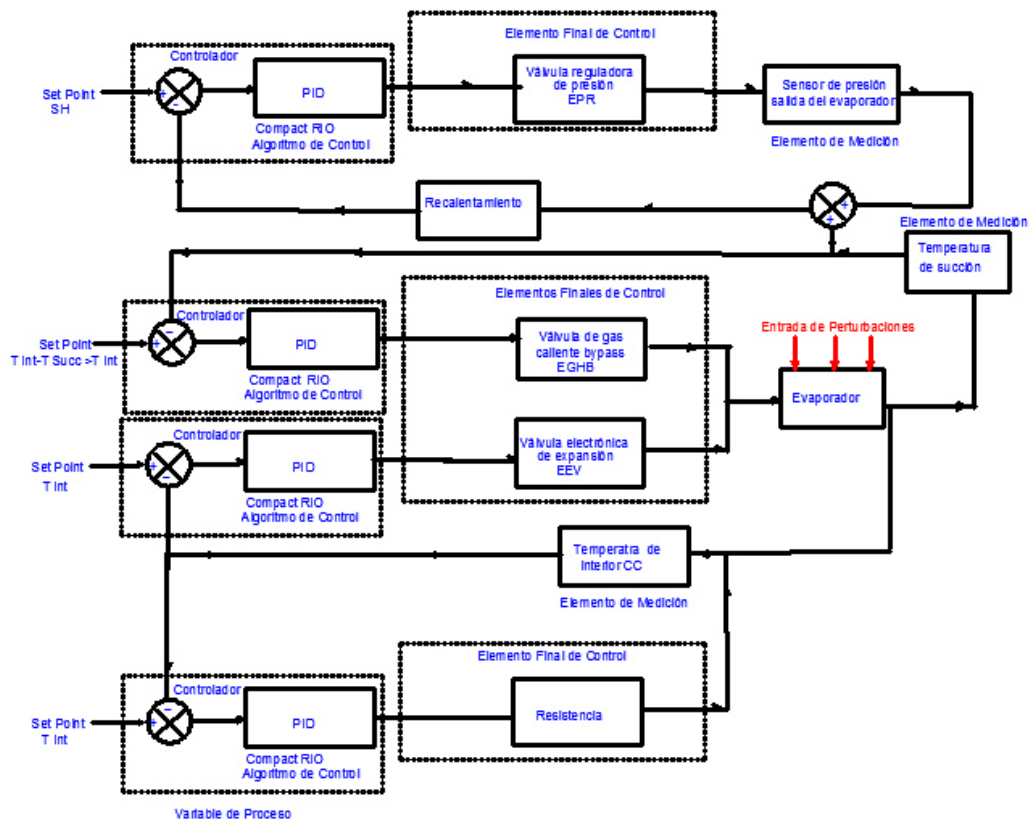 Elemento Final de Control
Controlador
Set Point
SH
+
−
PID
Compact RIO
Algoritmo de Control
Válvula reguladora
de presión
EPR
Sensor de presión
salida del evaporador
Elemento de Medición
Recalentamiento
+
+
Elemento de Medición
Temperatura
de succión
Elementos Finales de Control
Controlador
Set Point
T Int-T Succ>T Int
−
+
PID
Compact RIO
Algoritmo de Control
Válvula de gas
caliente bypass
EGHB
Entrada de Perturbaciones
Evaporador
Controlador
Set Point
T Int
+
−
PID
Compact RIO
Algoritmo de Control
Válvula electrónica
de expansión
EEV
Temperatra de
Interior CC
Elemento de Medición
Elemento Final de Control
Controlador
Set Point
T Int
−
+
PID
Compact RIO
Algoritmo de Control
Resistencia
Variable de Proceso